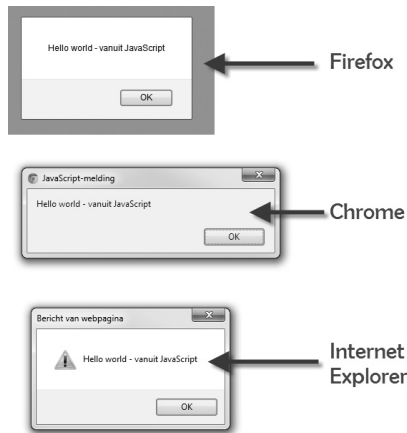 Hello world - vanuit JavaScript
OK
Firefox
JavaScript-melding
Hello world - vanuit JavaScript
OK
Chrome
Bericht van webpagina
Hello world - vanuit JavaScript
OK
Internet
Explorer